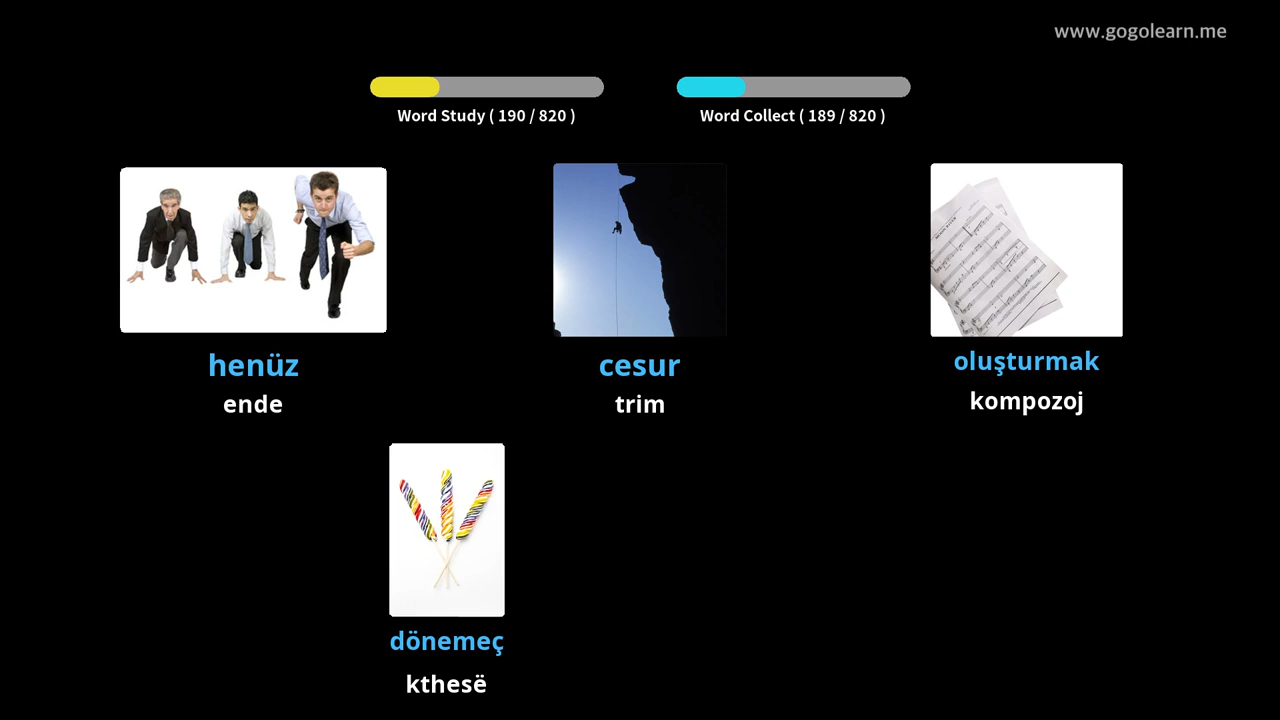 www.gogolearn.me
Word Study ( 190 / 820 )
Word Collect ( 189 / 820 )
henüz
ende
cesur
trim
oluşturmak
kompozoj
dönemeç
kthesë